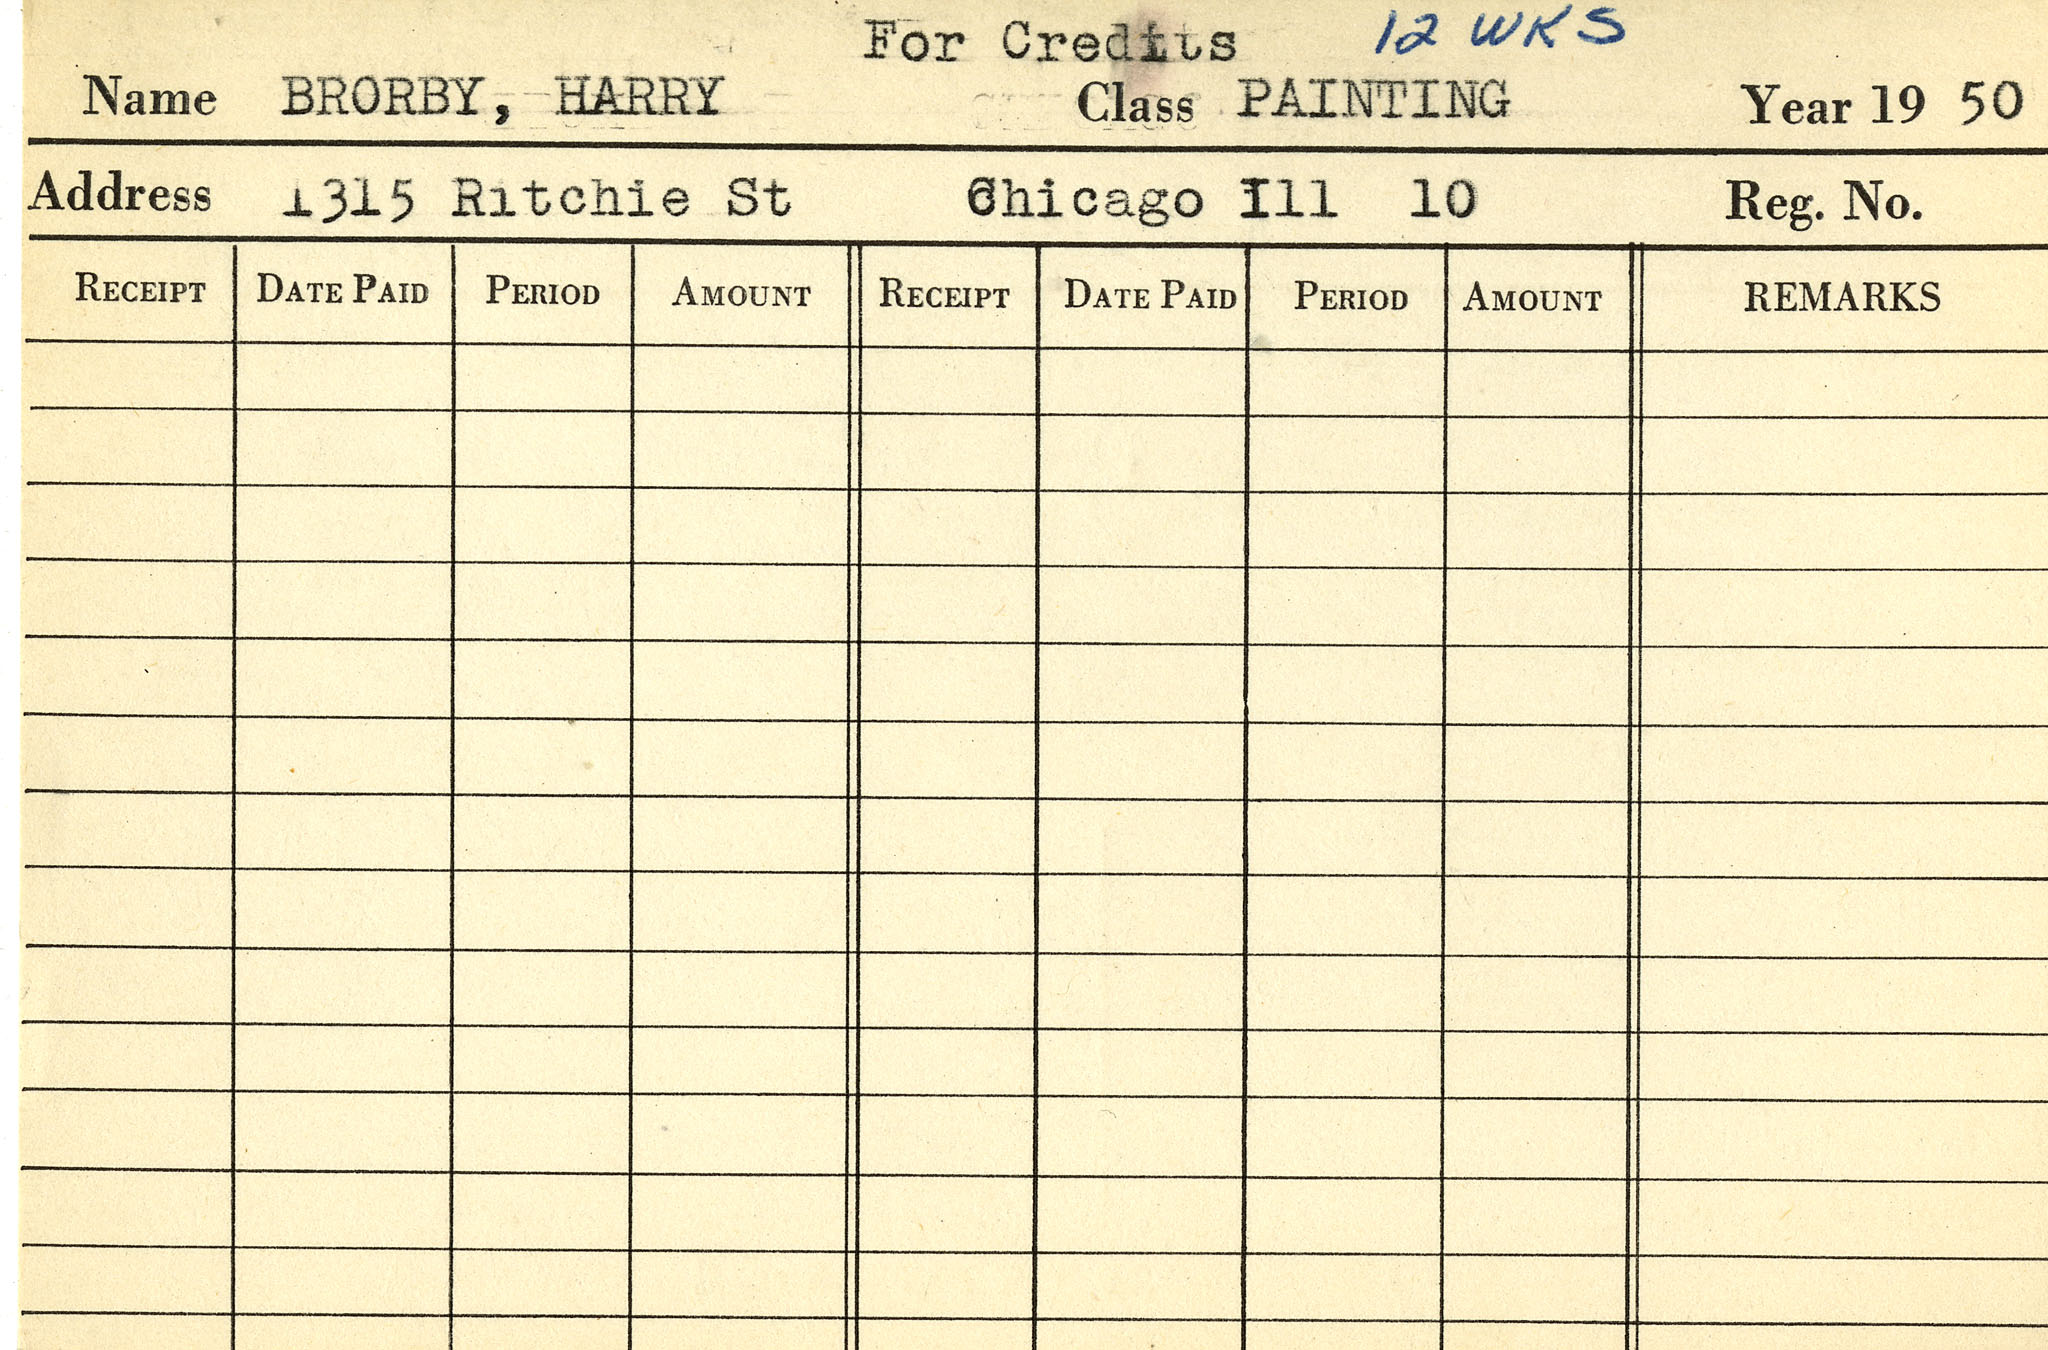 For Credits 12 WKS
Name BRORBY, HARRY Class PAINTING Year 19 50
Address 1315 Ritchie St Chicago Ill 10 Reg. No.
RECEIPT DATE PAID PERIOD AMOUNT RECEIPT DATE PAID PERIOD AMOUNT REMARKS